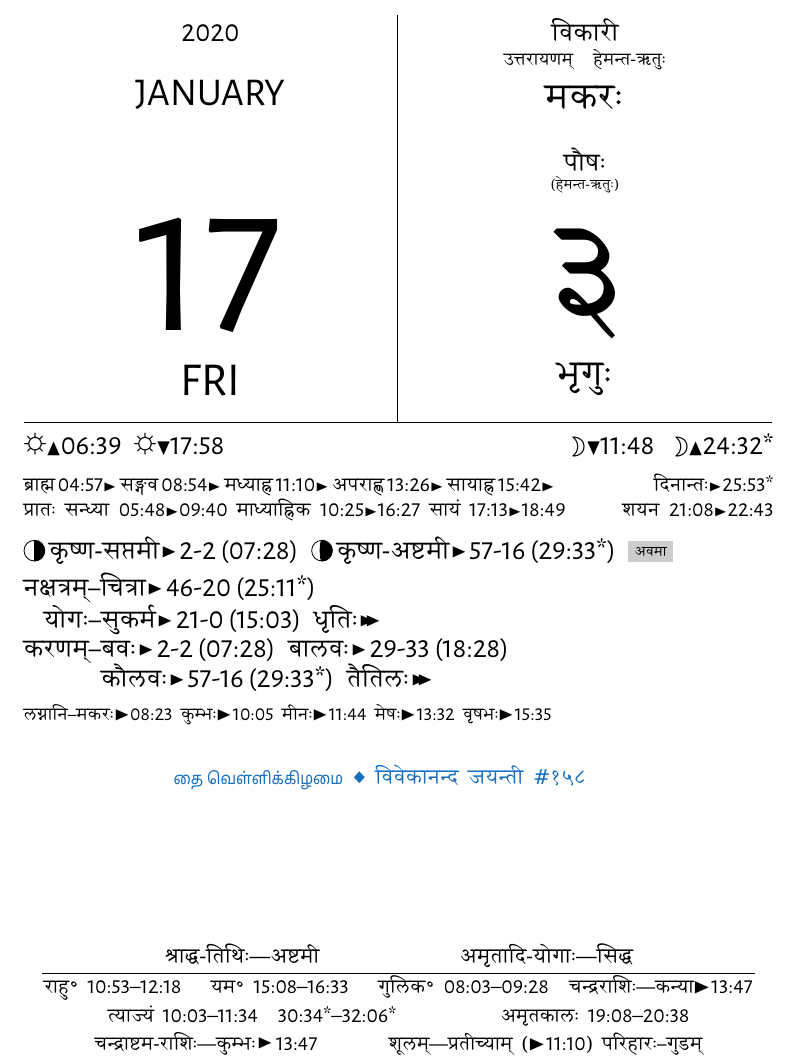 2020
JANUARY
17
FRI
विकारी
उत्तरायणम् हेमन्त-ऋतुः
मकरः
पौषः
(हेमन्त-ऋतुः)
३
भृगुः
☼▲06:39 ☼▼17:58 ☽▼11:48 ☽▲24:32*
ब्राह्म 04:57► सङ्गव 08:54► मध्याह्न 11:10► अपराह्ण 13:26► सायाह्न 15:42► दिनान्तः►25:53*
प्रातः सन्ध्या 05:48►09:40 माध्याह्निक 10:25►16:27 सायं 17:13►18:49 शयन 21:08►22:43
कृष्ण-सप्तमी►2-2 (07:28) कृष्ण-अष्टमी►57-16 (29:33*) अवमा
नक्षत्रम्–चित्रा►46-20 (25:11*)
योगः–सुकर्म►21-0 (15:03) धृतिः►►
करणम्–बवः►2-2 (07:28) बालवः►29-33 (18:28)
कौलवः►57-16 (29:33*) तैतिलः►►
लग्नानि–मकरः►08:23 कुम्भः►10:05 मीनः►11:44 मेषः►13:32 वृषभः►15:35
தை வெள்ளிக்கிழமை ◆ विवेकानन्द जयन्ती #१५८
श्राद्ध-तिथिः—अष्टमी अमृतादि-योगाः—सिद्ध
राहु° 10:53–12:18 यम° 15:08–16:33 गुलिक° 08:03–09:28 चन्द्रराशिः—कन्या►13:47
त्याज्यं 10:03–11:34 30:34*–32:06* अमृतकालः 19:08–20:38
चन्द्राष्टम-राशिः—कुम्भः►13:47 शूलम्—प्रतीच्याम् (►11:10) परिहारः–गुडम्